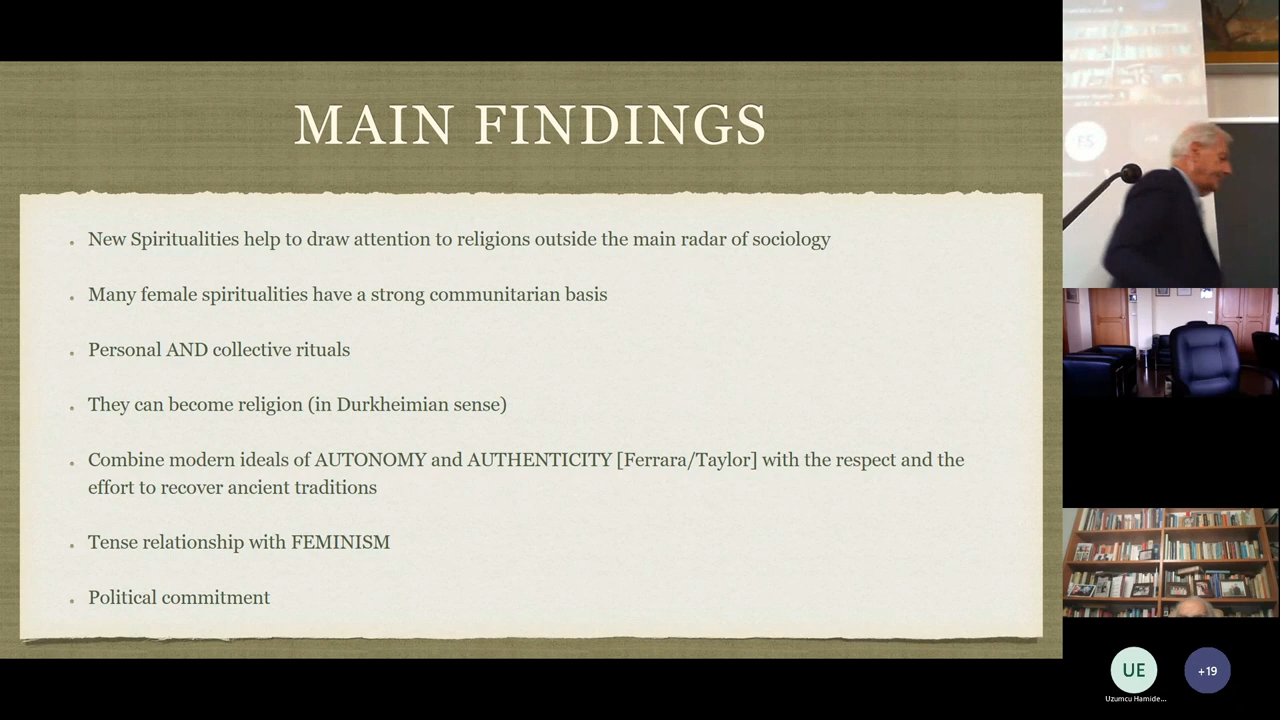 MAIN FINDINGS
. New Spiritualities help to draw attention to religions outside the main radar of sociology
. Many female spiritualities have a strong communitarian basis
. Personal AND collective rituals
. They can become religion (in Durkheimian sense)
. Combine modern ideals of AUTONOMY and AUTHENTICITY [Ferrara/Taylor] with the respect and the
effort to recover ancient traditions
. Tense relationship with FEMINISM
. Political commitment
ES
UE
+19
Uzumcu Hamide...